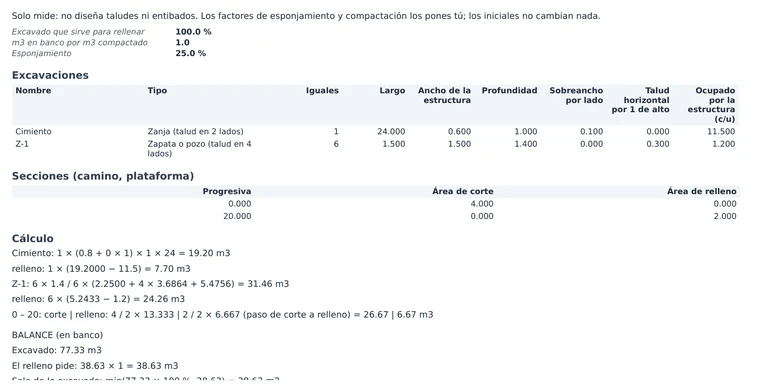 Solo mide: no diseña taludes ni entibados. Los factores de esponjamiento y compactación los pones tú; los iniciales no cambian nada.
Excavado que sirve para rellenar 100.0 %
m3 en banco por m3 compactado 1.0
Esponjamiento 25.0 %
Excavaciones
Nombre Tipo Iguales Largo Ancho de la estructura Profundidad Sobreancho por lado Talud horizontal por 1 de alto Ocupado por la estructura (c/u)
Cimiento Zanja (talud en 2 lados) 1 24.000 0.600 1.000 0.100 0.000 11.500
Z-1 Zapata o pozo (talud en 4 lados) 6 1.500 1.500 1.400 0.000 0.300 1.200
Secciones (camino, plataforma)
Progresiva Área de corte Área de relleno
0.000 4.000 0.000
20.000 0.000 2.000
Cálculo
Cimiento: 1 × (0.8 + 0 × 1) × 1 × 24 = 19.20 m3
relleno: 1 × (19.2000 − 11.5) = 7.70 m3
Z-1: 6 × 1.4 / 6 × (2.2500 + 4 × 3.6864 + 5.4756) = 31.46 m3
relleno: 6 × (5.2433 − 1.2) = 24.26 m3
0 – 20: corte | relleno: 4 / 2 × 13.333 | 2 / 2 × 6.667 (paso de corte a relleno) = 26.67 | 6.67 m3
BALANCE (en banco)
Excavado: 77.33 m3
El relleno pide: 38.63 × 1 = 38.63 m3